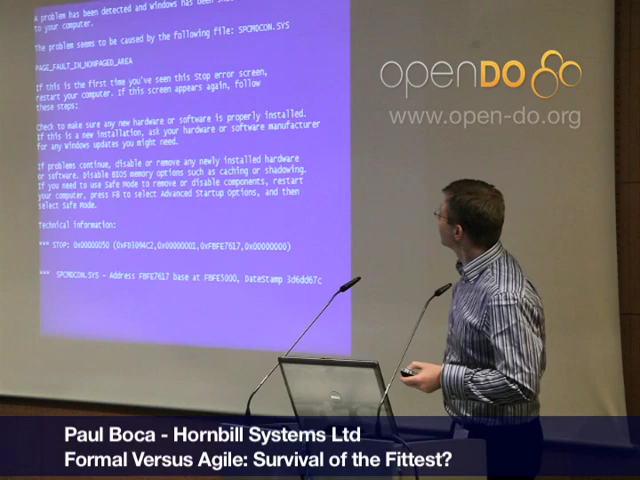 A problem has been detected and Windows has been
to your computer.
The problem seems to be caused by the following file: SPCMDCON.SYS
PAGE_FAULT_IN_NONPAGED_AREA
If this is the first time you've seen this Stop error screen,
restart your computer. If this screen appears again, follow
these steps:
Check to make sure any new hardware or software is properly installed.
If this is a new installation, ask your hardware or software manufacturer
for any Windows updates you might need.
If problems continue, disable or remove any newly installed hardware
or software. Disable BIOS memory options such as caching or shadowing.
If you need to use Safe Mode to remove or disable components, restart
your computer, press F8 to select Advanced Startup Options, and then
select Safe Mode.
Technical information:
*** STOP: 0x00000050 (0xFD3094C2,0x00000001,0xFBFE7617,0x00000000)
*** SPCMDCON.SYS - Address FBFE7617 base at FBFE5000, DateStamp 3d6dd67c
openDO
www.open-do.org
DELL
Paul Boca - Hornbill Systems Ltd
Formal Versus Agile: Survival of the Fittest?